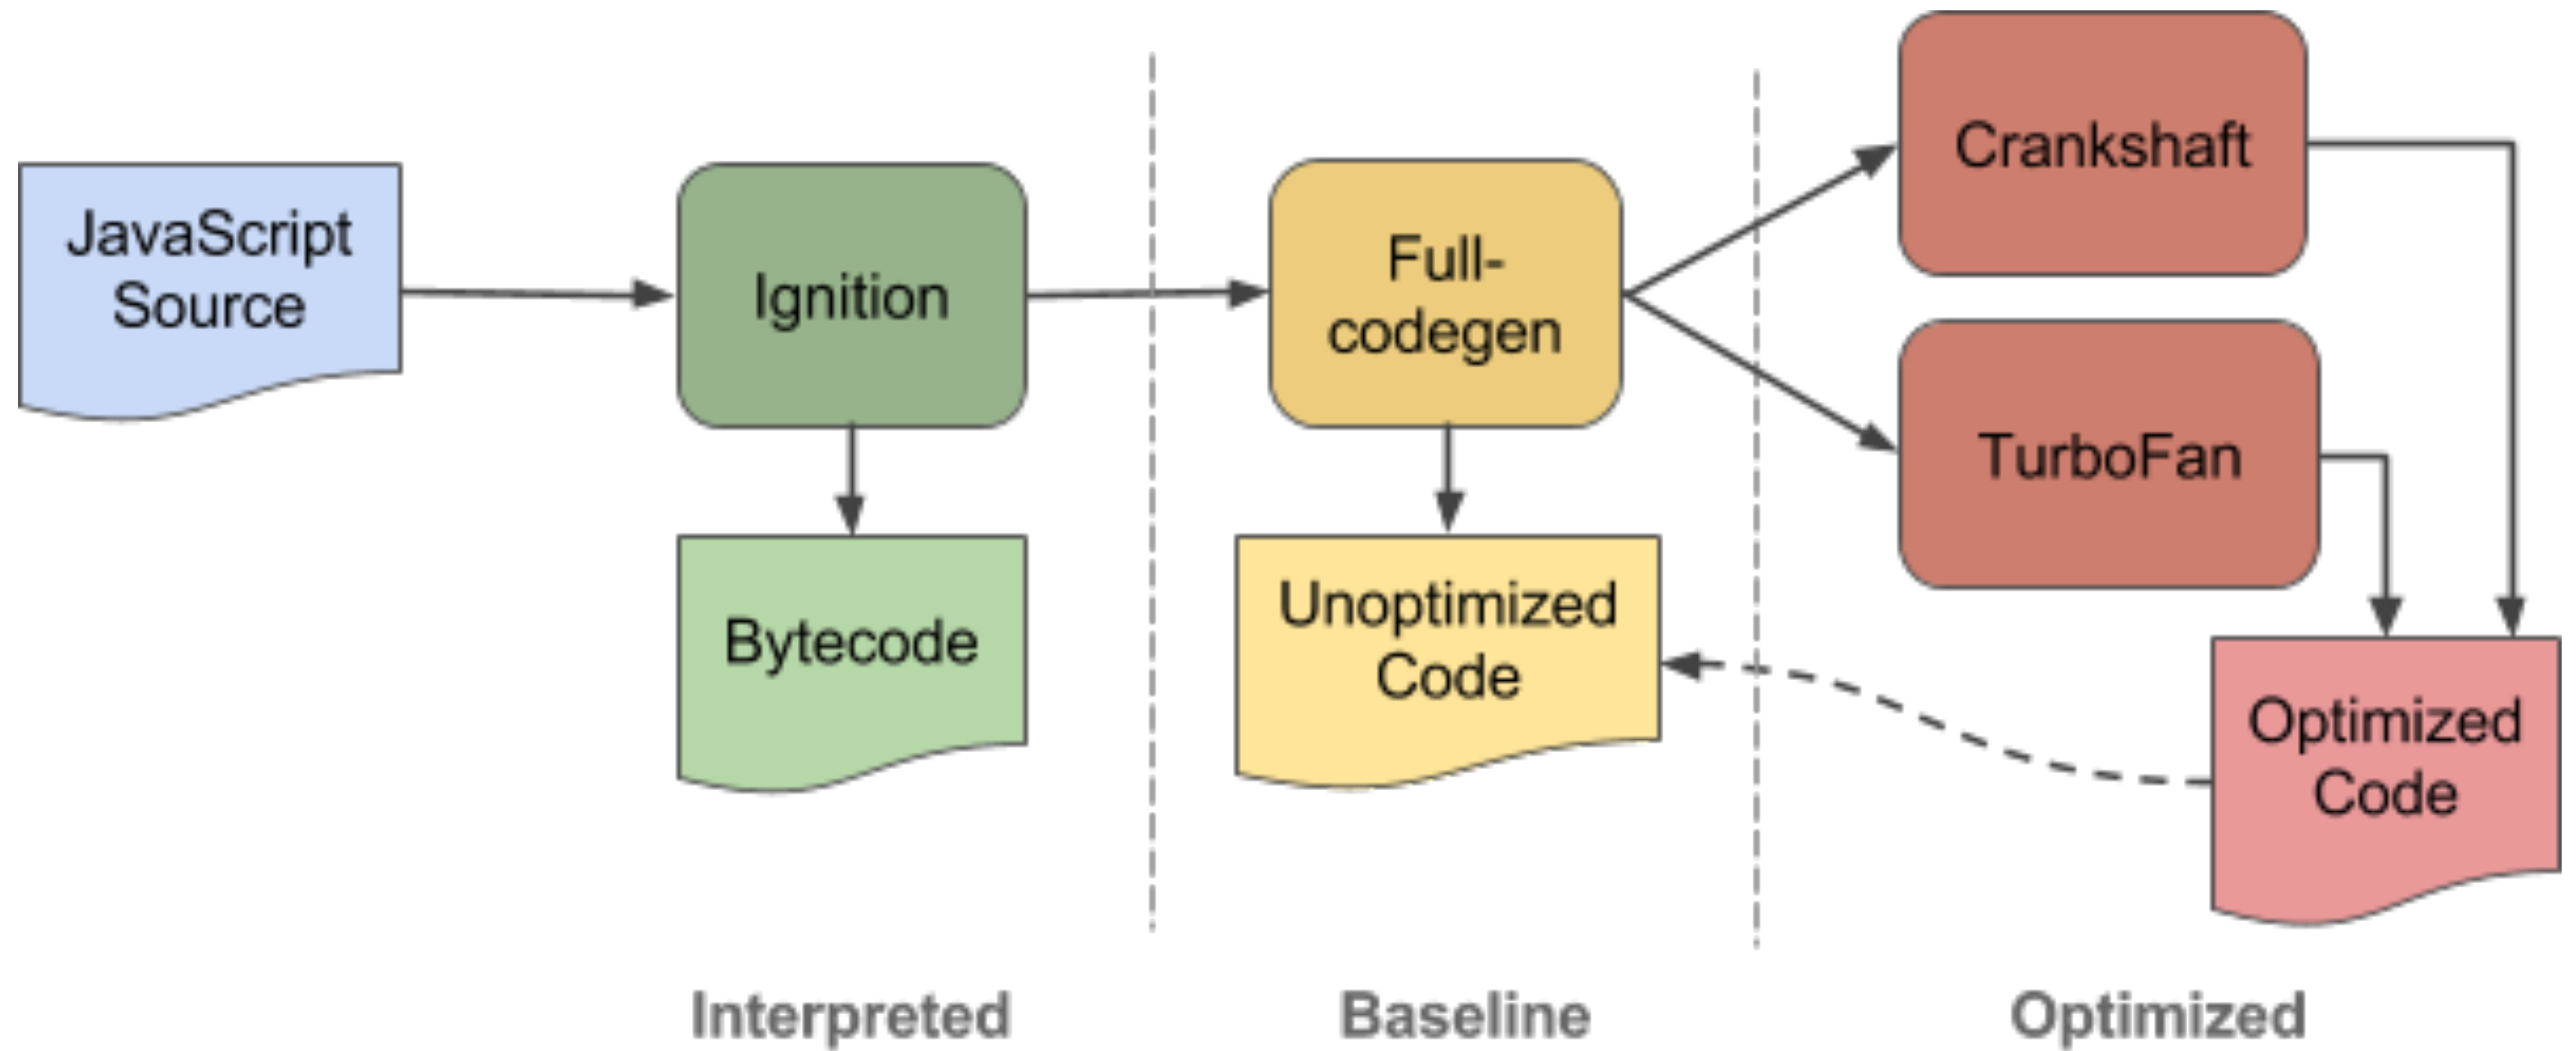 JavaScript
Source
Ignition
Bytecode
Full-
codegen
Unoptimized
Code
Crankshaft
TurboFan
Optimized
Code
Interpreted
Baseline
Optimized